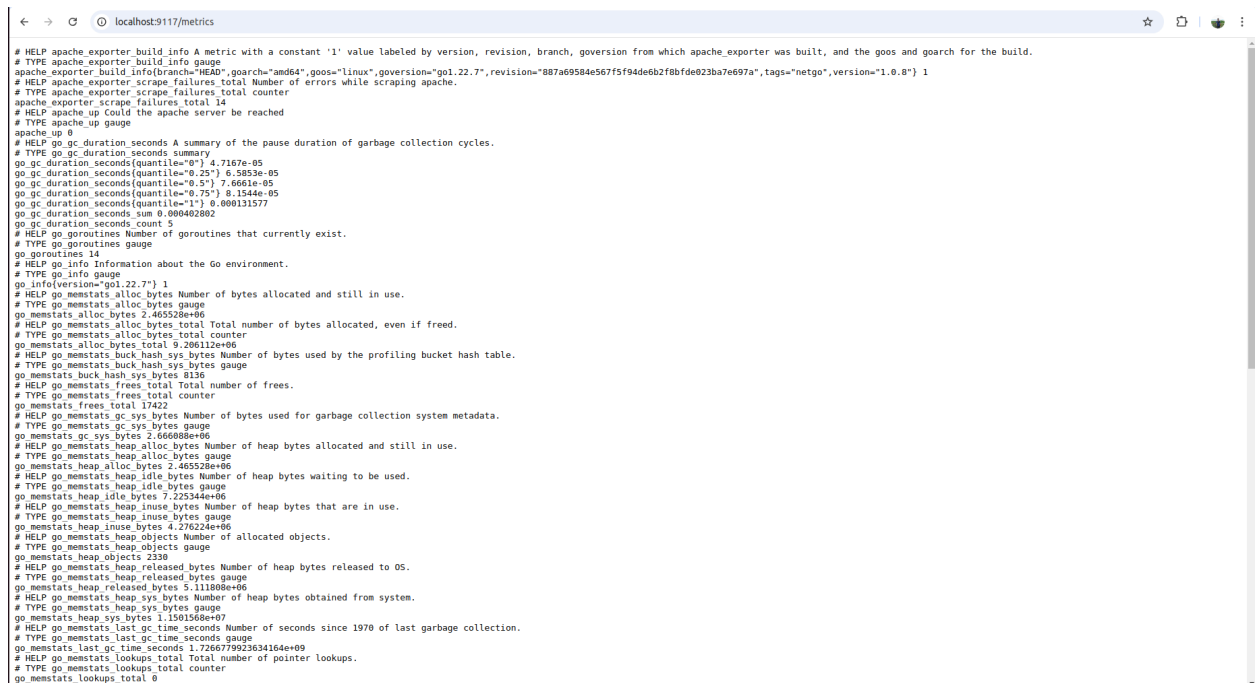 localhost:9117/metrics
# HELP apache_exporter_build_info A metric with a constant '1' value labeled by version, revision, branch, goversion from which apache_exporter was built, and the goos and goarch for the build.
# TYPE apache_exporter_build_info gauge
apache_exporter_build_info{branch="HEAD",goarch="amd64",goos="linux",goversion="go1.22.7",revision="887a69584e567f5f94de6b2f8bfde023ba7e697a",tags="netgo",version="1.0.8"} 1
# HELP apache_exporter_scrape_failures_total Number of errors while scraping apache.
# TYPE apache_exporter_scrape_failures_total counter
apache_exporter_scrape_failures_total 14
# HELP apache_up Could the apache server be reached
# TYPE apache_up gauge
apache_up 0
# HELP go_gc_duration_seconds A summary of the pause duration of garbage collection cycles.
# TYPE go_gc_duration_seconds summary
go_gc_duration_seconds{quantile="0"} 4.7167e-05
go_gc_duration_seconds{quantile="0.25"} 6.5853e-05
go_gc_duration_seconds{quantile="0.5"} 7.6661e-05
go_gc_duration_seconds{quantile="0.75"} 8.1544e-05
go_gc_duration_seconds{quantile="1"} 0.000131577
go_gc_duration_seconds_sum 0.000402802
go_gc_duration_seconds_count 5
# HELP go_goroutines Number of goroutines that currently exist.
# TYPE go_goroutines gauge
go_goroutines 14
# HELP go_info Information about the Go environment.
# TYPE go_info gauge
go_info{version="go1.22.7"} 1
# HELP go_memstats_alloc_bytes Number of bytes allocated and still in use.
# TYPE go_memstats_alloc_bytes gauge
go_memstats_alloc_bytes 2.465528e+06
# HELP go_memstats_alloc_bytes_total Total number of bytes allocated, even if freed.
# TYPE go_memstats_alloc_bytes_total counter
go_memstats_alloc_bytes_total 9.206112e+06
# HELP go_memstats_buck_hash_sys_bytes Number of bytes used by the profiling bucket hash table.
# TYPE go_memstats_buck_hash_sys_bytes gauge
go_memstats_buck_hash_sys_bytes 8136
# HELP go_memstats_frees_total Total number of frees.
# TYPE go_memstats_frees_total counter
go_memstats_frees_total 17422
# HELP go_memstats_gc_sys_bytes Number of bytes used for garbage collection system metadata.
# TYPE go_memstats_gc_sys_bytes gauge
go_memstats_gc_sys_bytes 2.666088e+06
# HELP go_memstats_heap_alloc_bytes Number of heap bytes allocated and still in use.
# TYPE go_memstats_heap_alloc_bytes gauge
go_memstats_heap_alloc_bytes 2.465528e+06
# HELP go_memstats_heap_idle_bytes Number of heap bytes waiting to be used.
# TYPE go_memstats_heap_idle_bytes gauge
go_memstats_heap_idle_bytes 7.225344e+06
# HELP go_memstats_heap_inuse_bytes Number of heap bytes that are in use.
# TYPE go_memstats_heap_inuse_bytes gauge
go_memstats_heap_inuse_bytes 4.276224e+06
# HELP go_memstats_heap_objects Number of allocated objects.
# TYPE go_memstats_heap_objects gauge
go_memstats_heap_objects 2330
# HELP go_memstats_heap_released_bytes Number of heap bytes released to OS.
# TYPE go_memstats_heap_released_bytes gauge
go_memstats_heap_released_bytes 5.111808e+06
# HELP go_memstats_heap_sys_bytes Number of heap bytes obtained from system.
# TYPE go_memstats_heap_sys_bytes gauge
go_memstats_heap_sys_bytes 1.1501568e+07
# HELP go_memstats_last_gc_time_seconds Number of seconds since 1970 of last garbage collection.
# TYPE go_memstats_last_gc_time_seconds gauge
go_memstats_last_gc_time_seconds 1.7266779923634164e+09
# HELP go_memstats_lookups_total Total number of pointer lookups.
# TYPE go_memstats_lookups_total counter
go_memstats_lookups_total 0